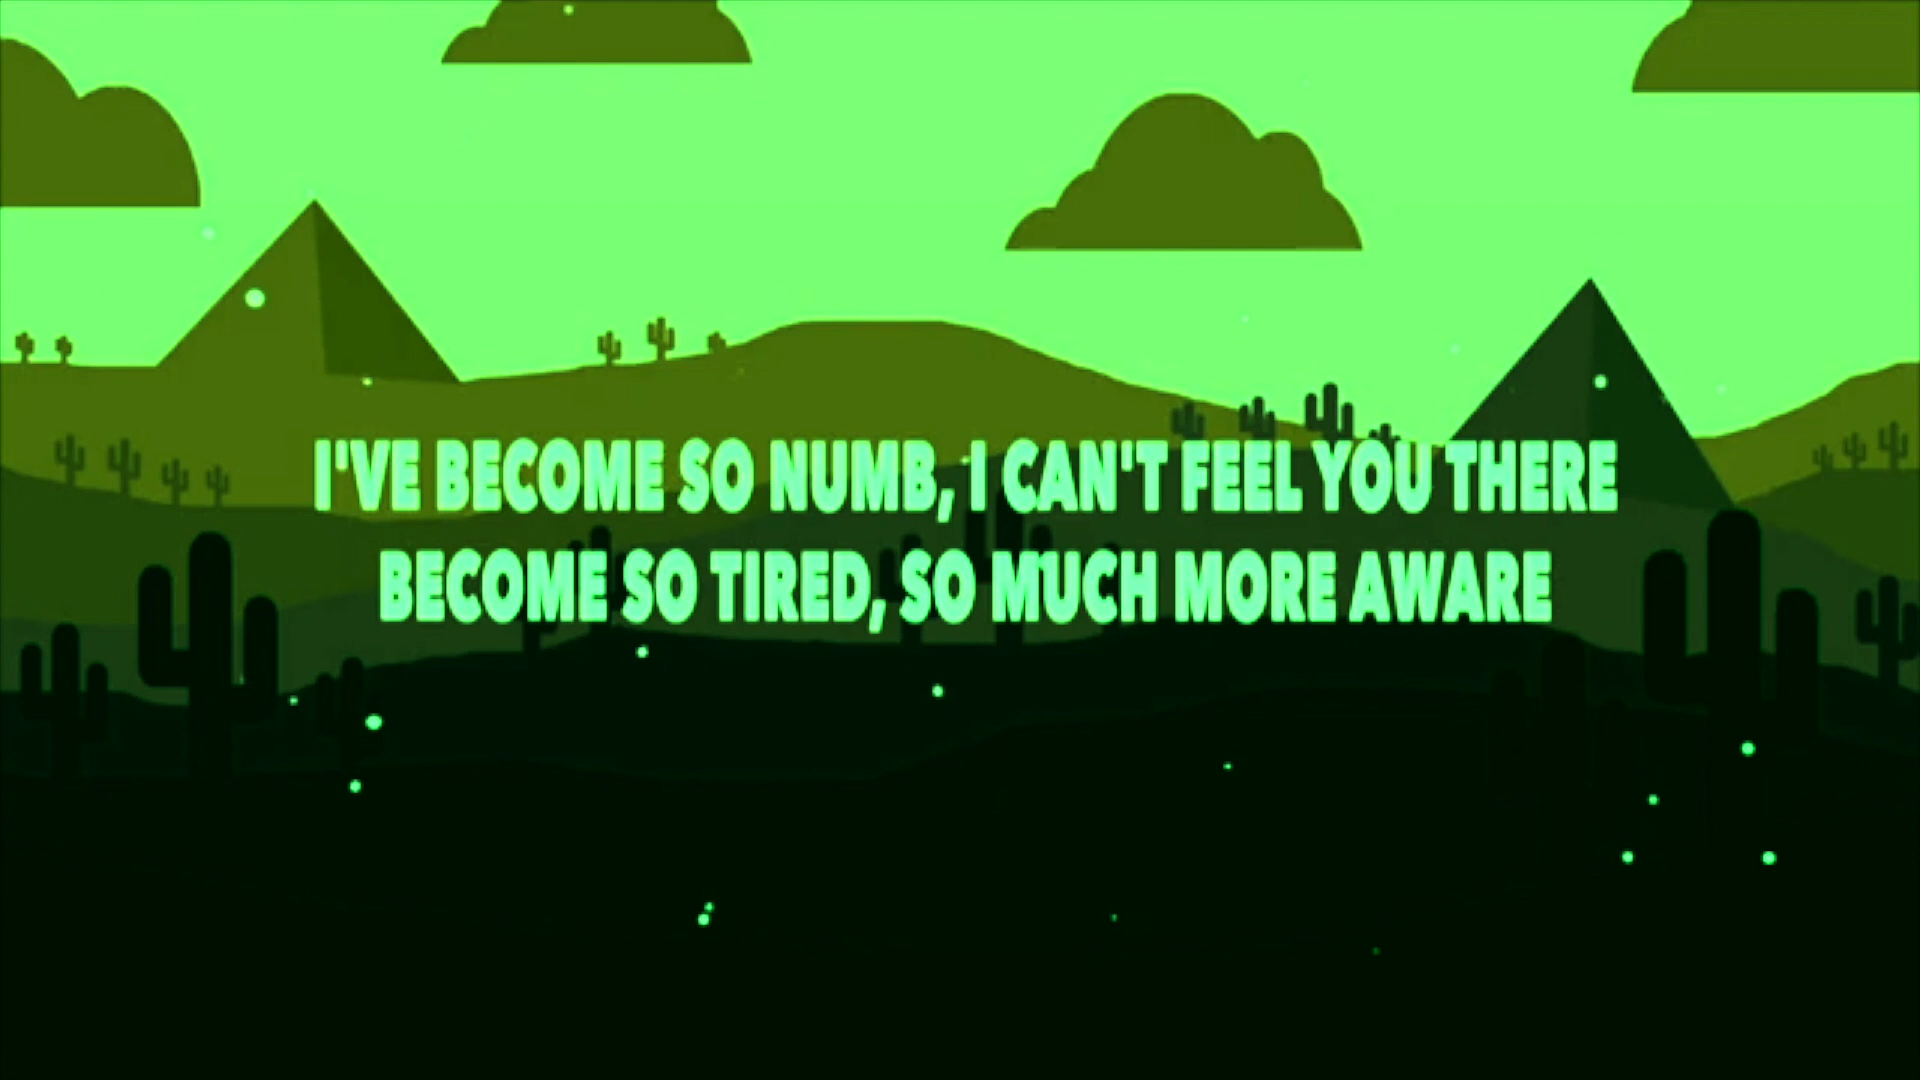 I'VE BECOME SO NUMB, I CAN'T FEEL YOU THERE
BECOME SO TIRED, SO MUCH MORE AWARE